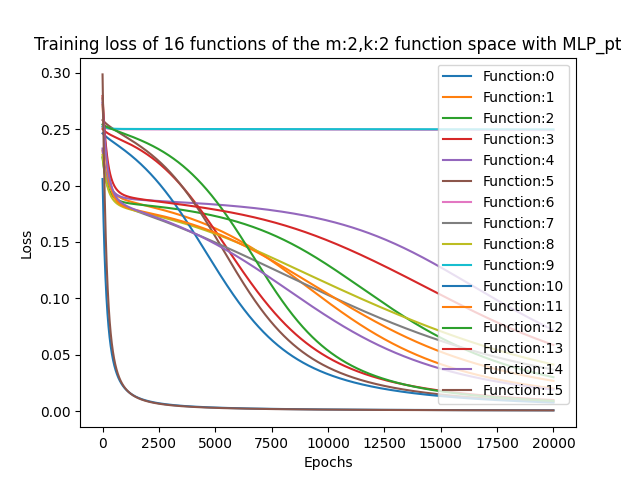 Training loss of 16 functions of the m:2,k:2 function space with MLP_pt
0.30
0.25
0.20
0.15
0.10
0.05
0.00
Loss
0 2500 5000 7500 10000 12500 15000 17500 20000
Epochs
Function:0
Function:1
Function:2
Function:3
Function:4
Function:5
Function:6
Function:7
Function:8
Function:9
Function:10
Function:11
Function:12
Function:13
Function:14
Function:15